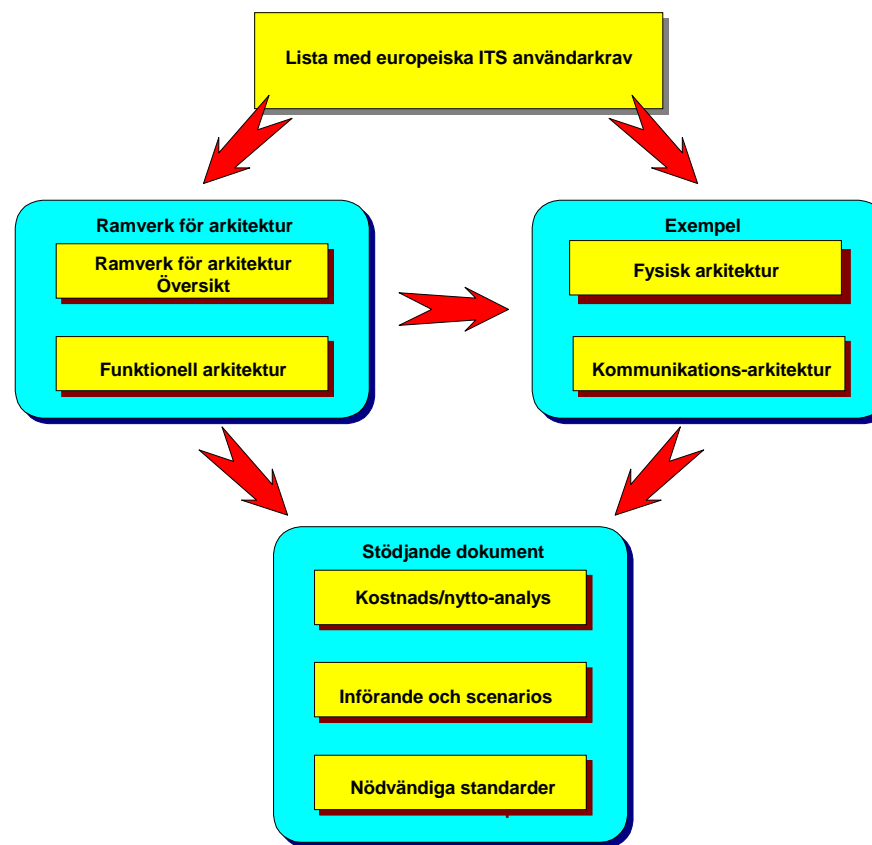 Lista med europeiska ITS användarkrav
Ramverk för arkitektur
Ramverk för arkitektur
Översikt
Funktionell arkitektur
Exempel
Fysisk arkitektur
Kommunikations-arkitektur
Stödjande dokument
Kostnads/nytto-analys
Införande och scenarios
Nödvändiga standarder